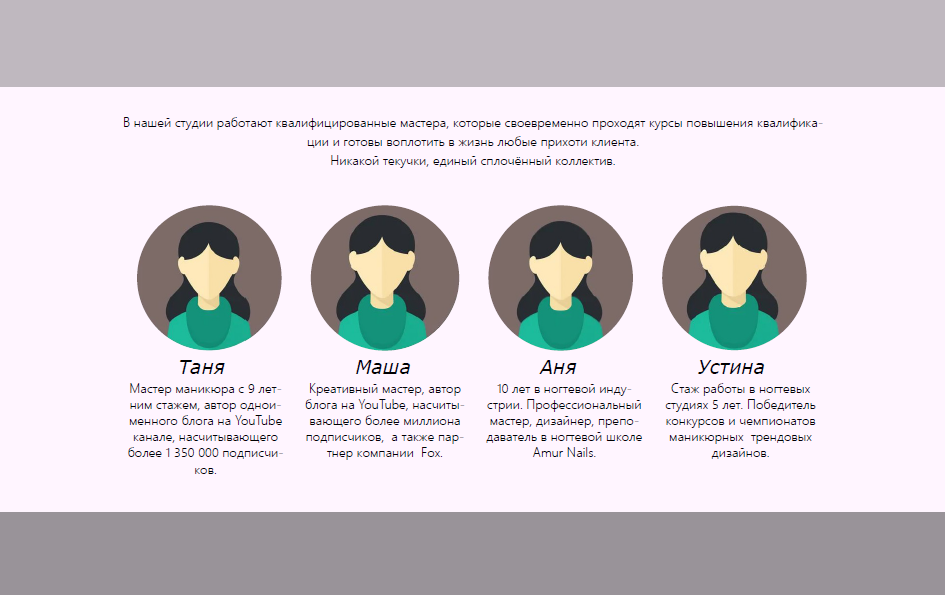 В нашей студии работают квалифицированные мастера, которые своевременно проходят курсы повышения квалифика-
ции и готовы воплотить в жизнь любые прихоти клиента.
Никакой текучки, единый сплочённый коллектив.
Таня
Мастер маникюра с 9 лет-
ним стажем, автор однои-
менного блога на YouTube
канале, насчитывающего
более 1 350 000 подписчи-
ков.
Маша
Креативный мастер, автор
блога на YouTube, насчиты-
вающего более миллиона
подписчиков, а также пар-
тнер компании Fox.
Аня
10 лет в ногтевой инду-
стрии. Профессиональный
мастер, дизайнер, препо-
даватель в ногтевой школе
Amur Nails.
Устина
Стаж работы в ногтевых
студиях 5 лет. Победитель
конкурсов и чемпионатов
маникюрных трендовых
дизайнов.